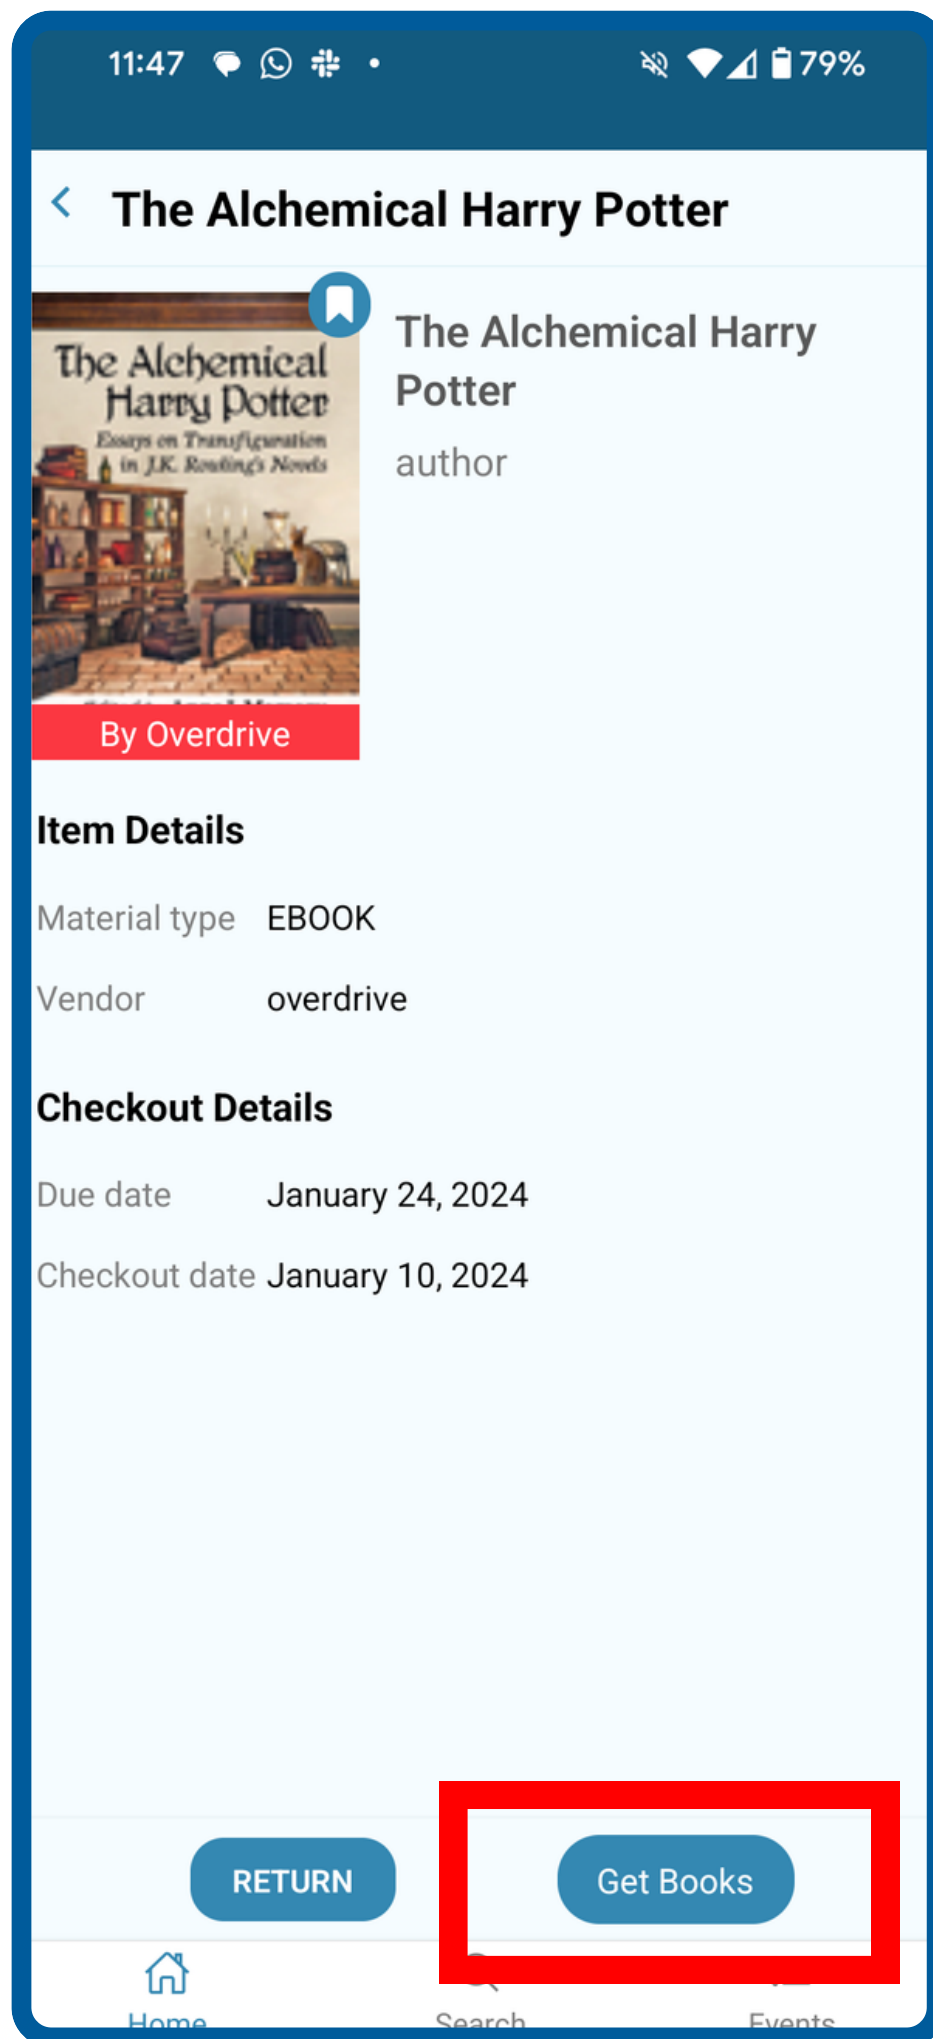 11:47
79%
The Alchemical Harry Potter
The Alchemical
Harry Potter
Essays on Transfiguration
in J.K. Rowling's Novels
By Overdrive
The Alchemical Harry
Potter
author
Item Details
Material type EBOOK
Vendor overdrive
Checkout Details
Due date January 24, 2024
Checkout date January 10, 2024
RETURN
Get Books
Home
Search
Events